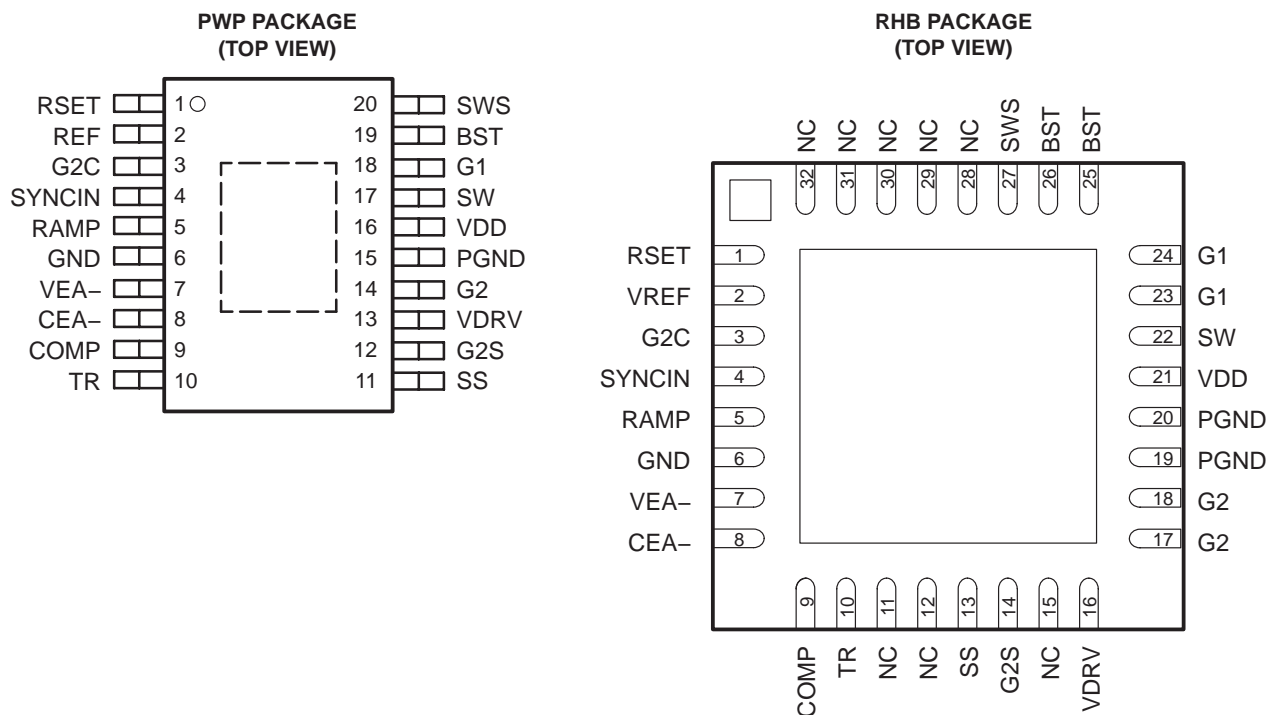 PWP PACKAGE
(TOP VIEW)
RSET 1 20 SWS
REF 2 19 BST
G2C 3 18 G1
SYNCIN 4 17 SW
RAMP 5 16 VDD
GND 6 15 PGND
VEA− 7 14 G2
CEA− 8 13 VDRV
COMP 9 12 G2S
TR 10 11 SS
RHB PACKAGE
(TOP VIEW)
NC NC NC NC NC SWS BST BST
32 31 30 29 28 27 26 25
RSET 1 24 G1
VREF 2 23 G1
G2C 3 22 SW
SYNCIN 4 21 VDD
RAMP 5 20 PGND
GND 6 19 PGND
VEA− 7 18 G2
CEA− 8 17 G2
9 10 11 12 13 14 15 16
COMP TR NC NC SS G2S NC VDRV